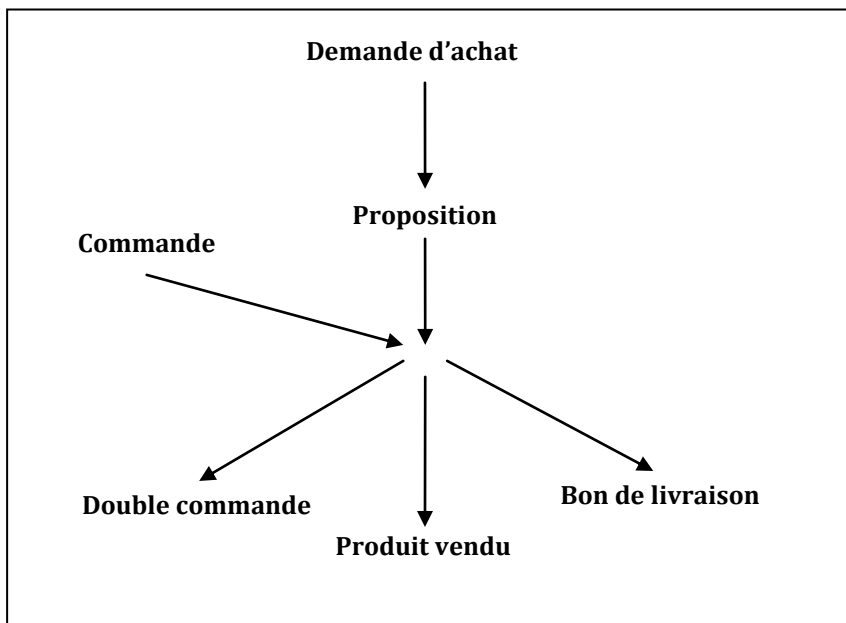 Demande d’achat
Proposition
Commande
Double commande
Bon de livraison
Produit vendu